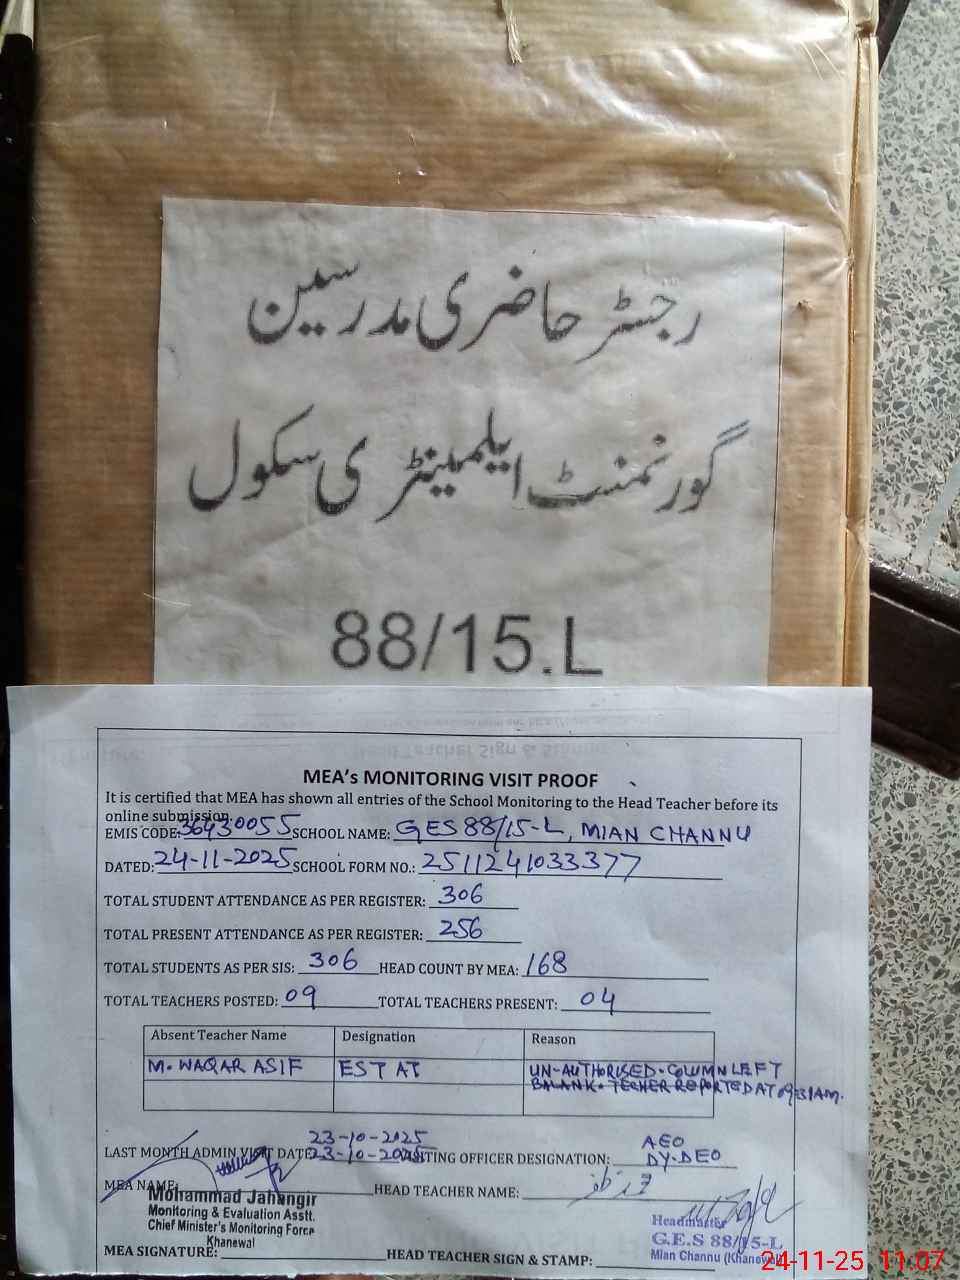 رجسٹر حاضری مدرسین
گورنمنٹ ایلیمینٹری سکول
88/15.L
MEA's MONITORING VISIT PROOF
It is certified that MEA has shown all entries of the School Monitoring to the Head Teacher before its
online submission.
EMIS CODE: 36430055 SCHOOL NAME: GES 88/15-L, MIAN CHANNU
DATED: 24-11-2025 SCHOOL FORM NO.: 2511241033377
TOTAL STUDENT ATTENDANCE AS PER REGISTER: 306
TOTAL PRESENT ATTENDANCE AS PER REGISTER: 256
TOTAL STUDENTS AS PER SIS: 306 HEAD COUNT BY MEA: 168
TOTAL TEACHERS POSTED: 09 TOTAL TEACHERS PRESENT: 04
Absent Teacher Name Designation Reason
M. WAQAR ASIF EST AT UN-AUTHORISED. COLUMN LEFT
BALANK. TECHER REPORTED AT 09:31AM.
23-10-2025 AEO
LAST MONTH ADMIN VISIT DATE: 23-10-2025 VISITING OFFICER DESIGNATION: DY-DEO
MEA NAME: HEAD TEACHER NAME:
Mohammad Jahangir
Monitoring & Evaluation Asstt.
Chief Minister's Monitoring Force
Khanewal
Headmaster
G.E.S 88/15-L
Mian Channu (Khanewal)
MEA SIGNATURE: HEAD TEACHER SIGN & STAMP:
24-11-25 11:07